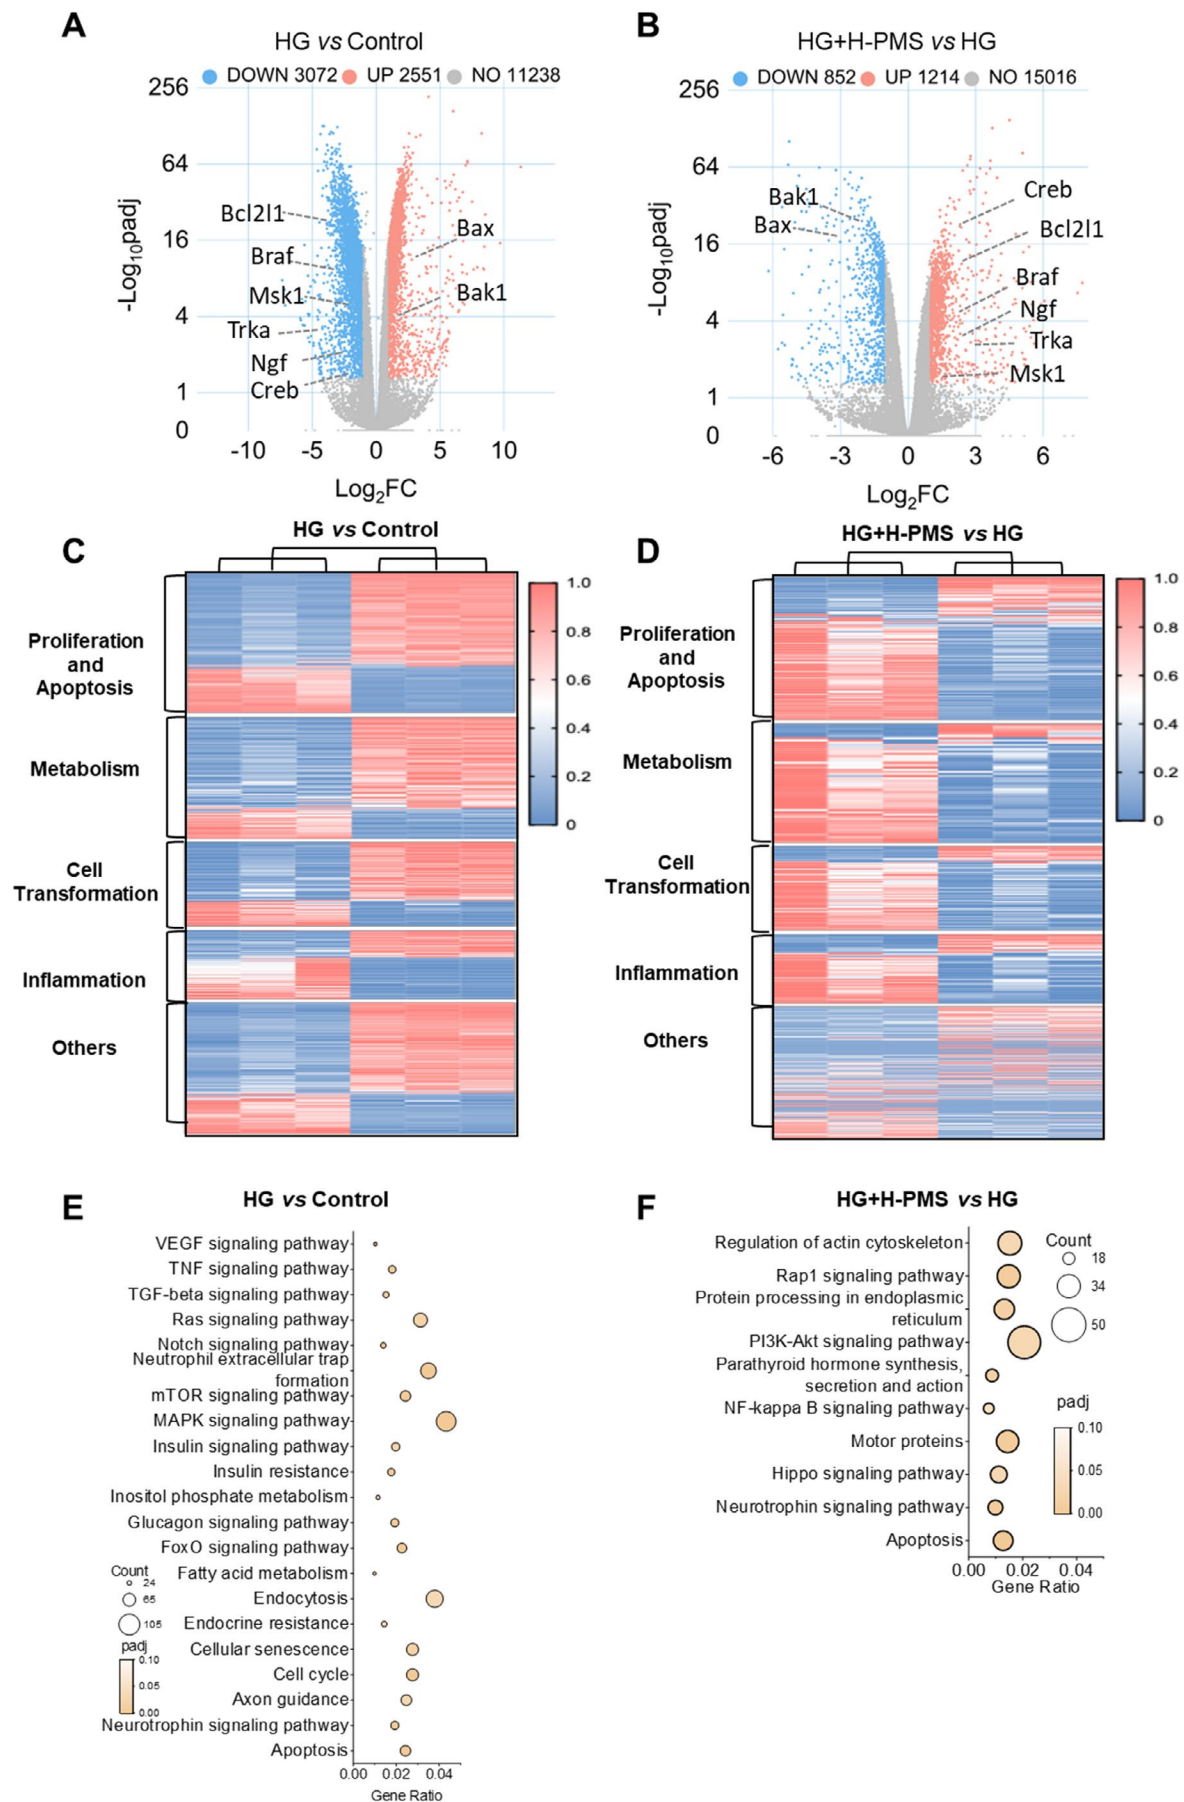 A
HG vs Control
DOWN 3072 UP 2551 NO 11238
256
64
16
4
1
0
-Log10padj
Bcl2l1
Braf
Msk1
Trka
Ngf
Creb
Bax
Bak1
-10 -5 0 5 10
Log2FC
B
HG+H-PMS vs HG
DOWN 852 UP 1214 NO 15016
256
64
16
4
1
0
-Log10padj
Bak1
Bax
Creb
Bcl2l1
Braf
Ngf
Trka
Msk1
-6 -3 0 3 6
Log2FC
C
HG vs Control
Proliferation
and
Apoptosis
Metabolism
Cell
Transformation
Inflammation
Others
1.0
0.8
0.6
0.4
0.2
0
D
HG+H-PMS vs HG
Proliferation
and
Apoptosis
Metabolism
Cell
Transformation
Inflammation
Others
1.0
0.8
0.6
0.4
0.2
0
E
HG vs Control
VEGF signaling pathway
TNF signaling pathway
TGF-beta signaling pathway
Ras signaling pathway
Notch signaling pathway
Neutrophil extracellular trap
formation
mTOR signaling pathway
MAPK signaling pathway
Insulin signaling pathway
Insulin resistance
Inositol phosphate metabolism
Glucagon signaling pathway
FoxO signaling pathway
Fatty acid metabolism
Endocytosis
Endocrine resistance
Cellular senescence
Cell cycle
Axon guidance
Neurotrophin signaling pathway
Apoptosis
Count
24
65
105
padj
0.10
0.05
0.00
0.00 0.02 0.04
Gene Ratio
F
HG+H-PMS vs HG
Regulation of actin cytoskeleton
Rap1 signaling pathway
Protein processing in endoplasmic
reticulum
PI3K-Akt signaling pathway
Parathyroid hormone synthesis,
secretion and action
NF-kappa B signaling pathway
Motor proteins
Hippo signaling pathway
Neurotrophin signaling pathway
Apoptosis
Count
18
34
50
padj
0.10
0.05
0.00
0.00 0.02 0.04
Gene Ratio